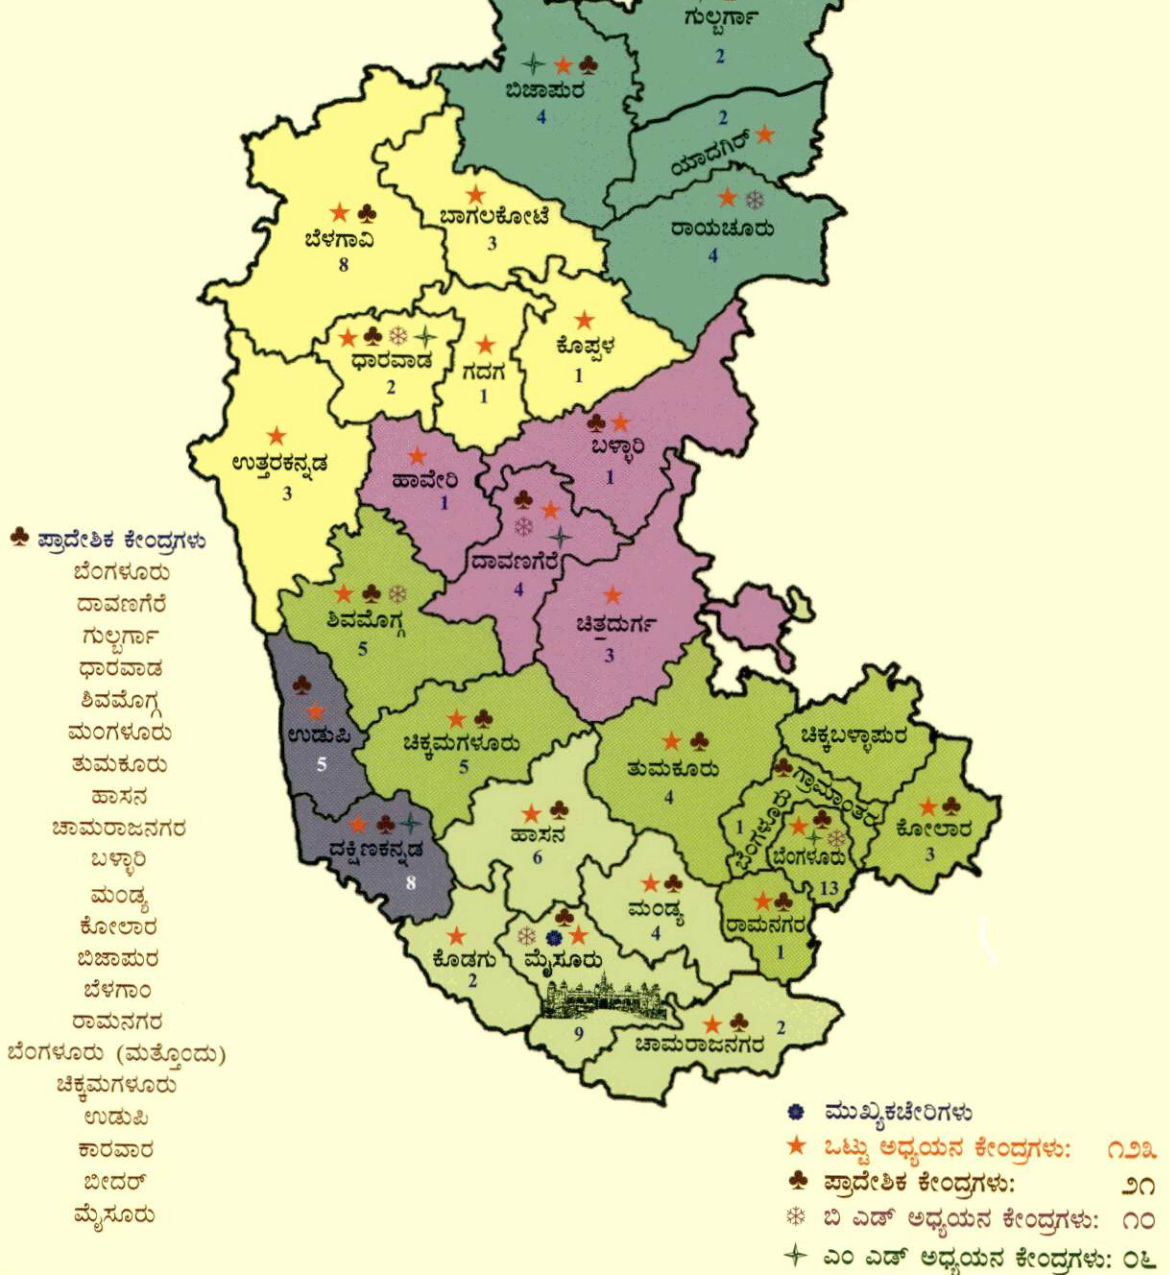 ಗುಲ್ಬರ್ಗಾ
2
ಬಿಜಾಪುರ
4
2
ಯಾದಗಿರ್
ರಾಯಚೂರು
4
ಬಾಗಲಕೋಟೆ
3
ಬೆಳಗಾವಿ
8
ಧಾರವಾಡ
2
ಗದಗ
1
ಕೊಪ್ಪಳ
1
ಬಳ್ಳಾರಿ
1
ಉತ್ತರಕನ್ನಡ
3
ಹಾವೇರಿ
1
ದಾವಣಗೆರೆ
4
ಶಿವಮೊಗ್ಗ
5
ಚಿತ್ರದುರ್ಗ
3
ಉಡುಪಿ
5
ಚಿಕ್ಕಮಗಳೂರು
5
ತುಮಕೂರು
4
ಚಿಕ್ಕಬಳ್ಳಾಪುರ
ಬೆಂಗಳೂರು ಗ್ರಾಮಾಂತರ
1
ಬೆಂಗಳೂರು
13
ಕೋಲಾರ
3
ಹಾಸನ
6
ದಕ್ಷಿಣಕನ್ನಡ
8
ಮಂಡ್ಯ
4
ರಾಮನಗರ
1
ಕೊಡಗು
2
ಮೈಸೂರು
9
ಚಾಮರಾಜನಗರ
2
ಪ್ರಾದೇಶಿಕ ಕೇಂದ್ರಗಳು
ಬೆಂಗಳೂರು
ದಾವಣಗೆರೆ
ಗುಲ್ಬರ್ಗಾ
ಧಾರವಾಡ
ಶಿವಮೊಗ್ಗ
ಮಂಗಳೂರು
ತುಮಕೂರು
ಹಾಸನ
ಚಾಮರಾಜನಗರ
ಬಳ್ಳಾರಿ
ಮಂಡ್ಯ
ಕೋಲಾರ
ಬಿಜಾಪುರ
ಬೆಳಗಾಂ
ರಾಮನಗರ
ಬೆಂಗಳೂರು (ಮತ್ತೊಂದು)
ಚಿಕ್ಕಮಗಳೂರು
ಉಡುಪಿ
ಕಾರವಾರ
ಬೀದರ್
ಮೈಸೂರು
ಮುಖ್ಯಕಚೇರಿಗಳು
ಒಟ್ಟು ಅಧ್ಯಯನ ಕೇಂದ್ರಗಳು: ೧೨೩
ಪ್ರಾದೇಶಿಕ ಕೇಂದ್ರಗಳು: ೨೧
ಬಿ ಎಡ್ ಅಧ್ಯಯನ ಕೇಂದ್ರಗಳು: ೧೦
ಎಂ ಎಡ್ ಅಧ್ಯಯನ ಕೇಂದ್ರಗಳು: ೦೬